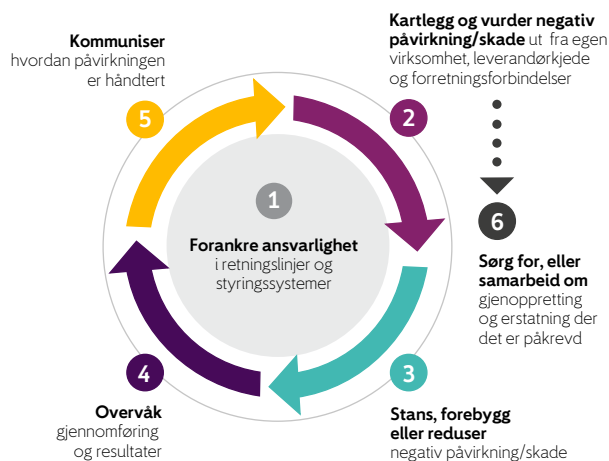 1
Forankre ansvarlighet
i retningslinjer og
styringssystemer
2
Kartlegg og vurder negativ
påvirkning/skade ut fra egen
virksomhet, leverandørkjede
og forretningsforbindelser
3
Stans, forebygg
eller reduser
negativ påvirkning/skade
4
Overvåk
gjennomføring
og resultater
5
Kommuniser
hvordan påvirkningen
er håndtert
6
Sørg for, eller
samarbeid om
gjenoppretting
og erstatning der
det er påkrevd